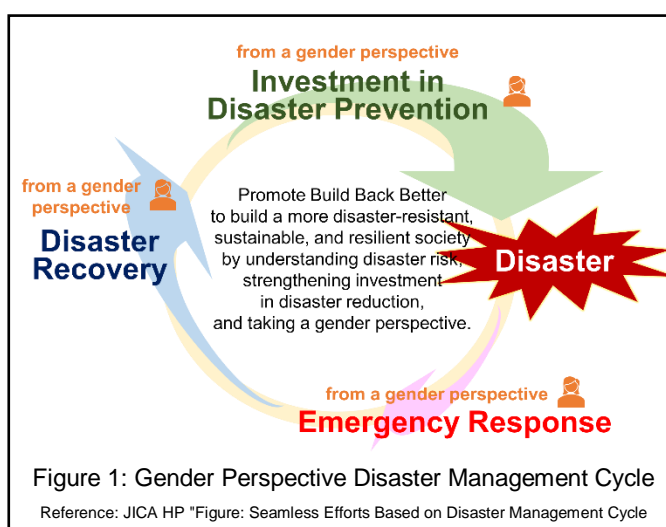 from a gender perspective
Investment in
Disaster Prevention
from a gender
perspective
Disaster
Recovery
Promote Build Back Better
to build a more disaster-resistant,
sustainable, and resilient society
by understanding disaster risk,
strengthening investment
in disaster reduction,
and taking a gender perspective.
Disaster
from a gender perspective
Emergency Response
Figure 1: Gender Perspective Disaster Management Cycle
Reference: JICA HP "Figure: Seamless Efforts Based on Disaster Management Cycle